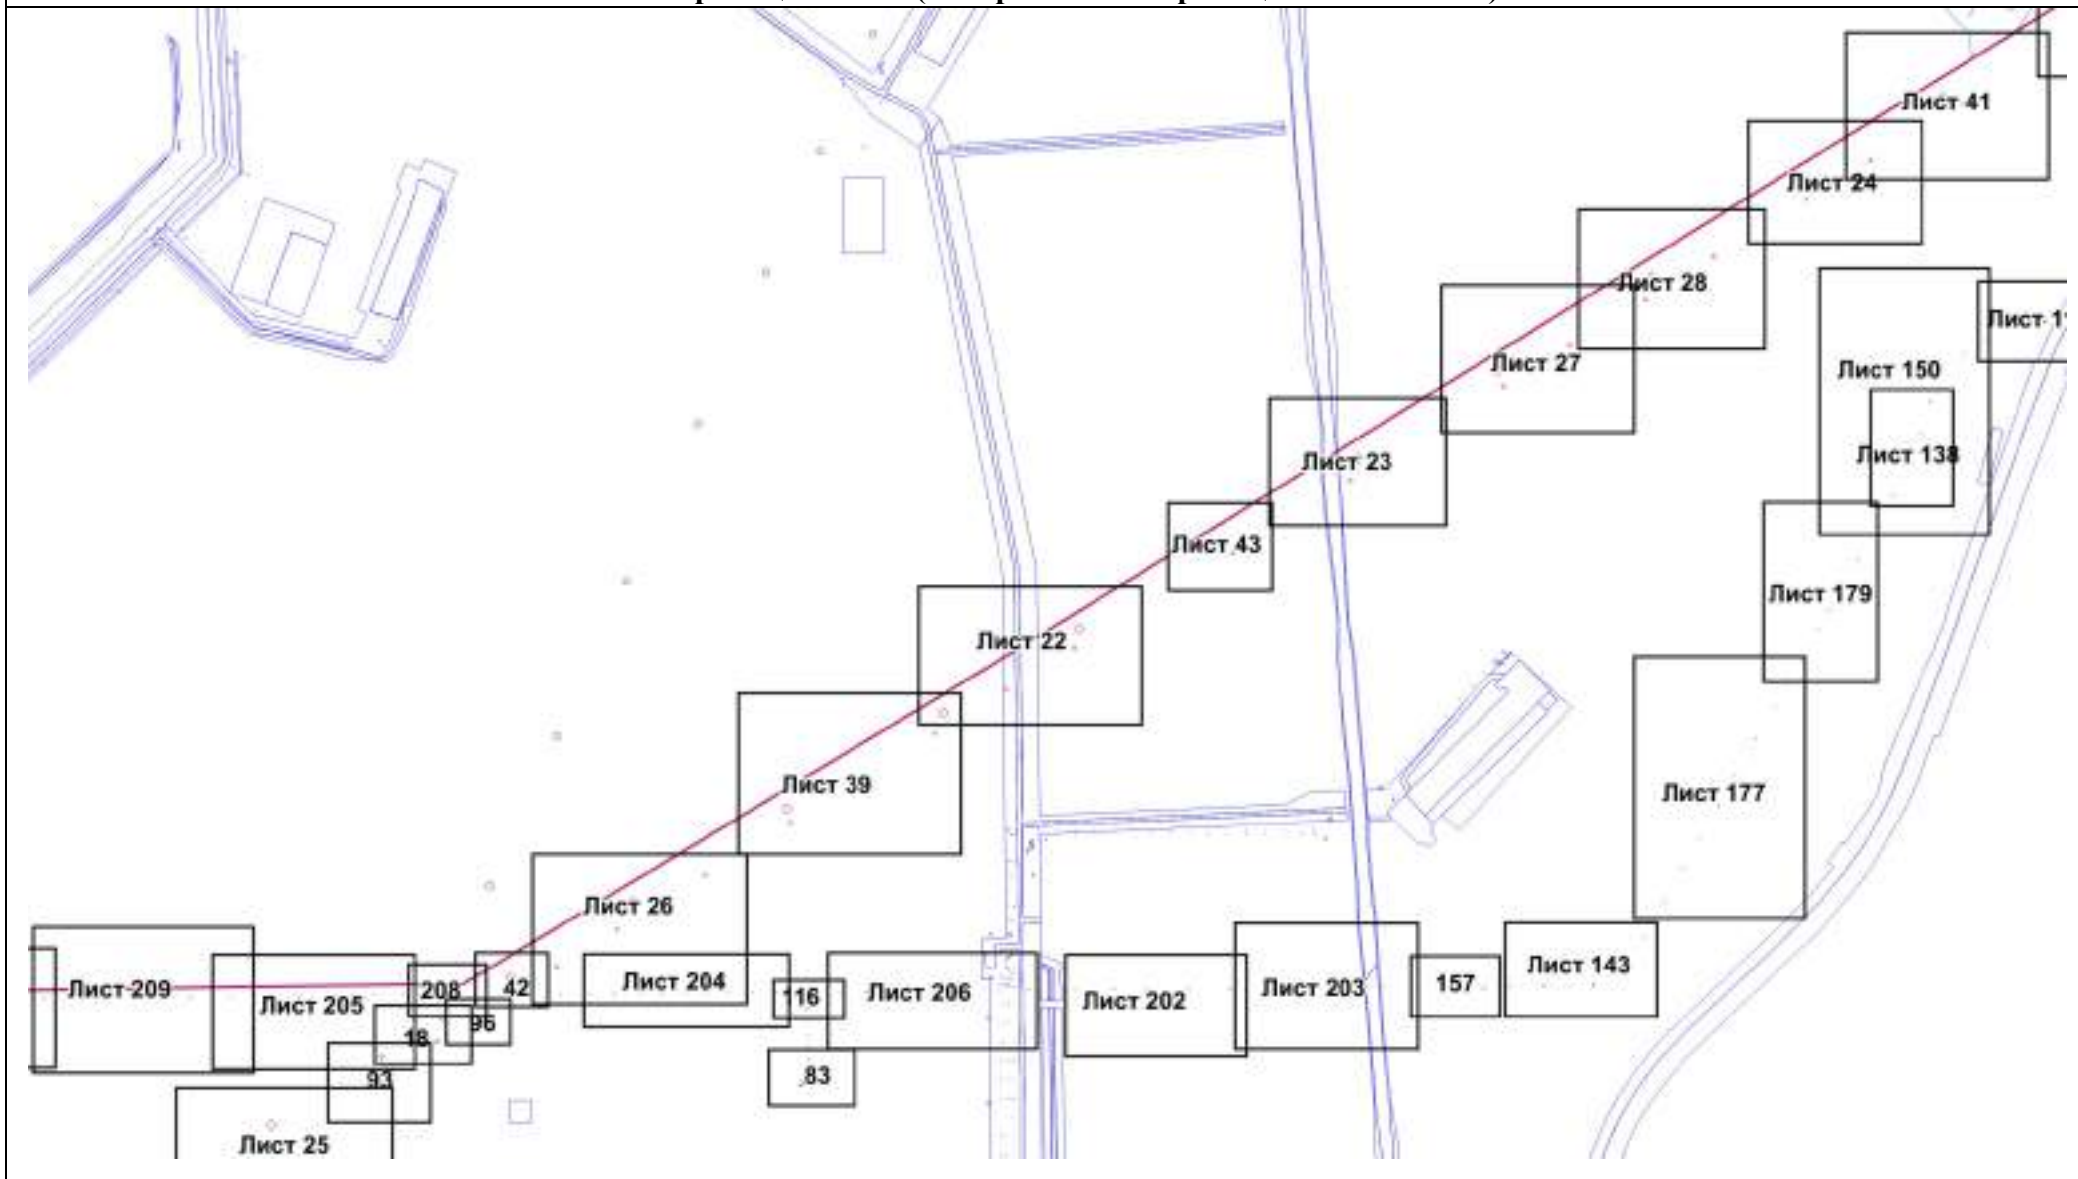 Лист 41
Лист 24
Лист 28
Лист 27
Лист 150
Лист 138
Лист 23
Лист 43
Лист 179
Лист 22
Лист 39
Лист 177
Лист 26
Лист 209
Лист 205
208
42
Лист 204
116
Лист 206
Лист 202
Лист 203
157
Лист 143
18
96
93
83
Лист 25